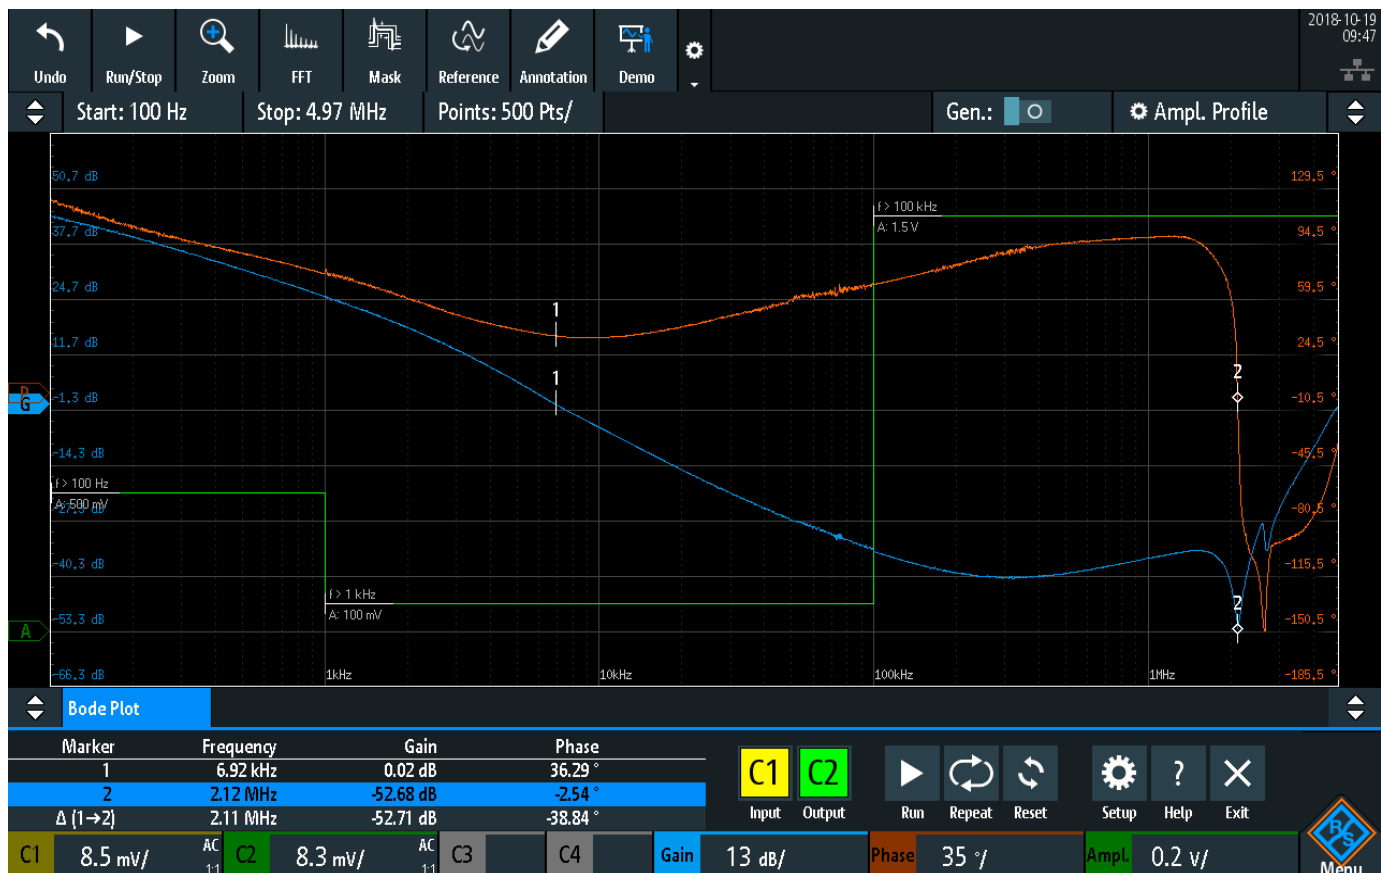 2018-10-19
09:47
Undo Run/Stop Zoom FFT Mask Reference Annotation Demo
Start: 100 Hz Stop: 4.97 MHz Points: 500 Pts/ Gen.: Ampl. Profile
50.7 dB 129.5 °
f > 100 kHz
A: 1.5 V
37.7 dB 94.5 °
24.7 dB 59.5 °
1
11.7 dB 24.5 °
1 2
G -1.3 dB -10.5 °
-14.3 dB -45.5 °
f > 100 Hz
A: 500 mV
-27.3 dB -80.5 °
-40.3 dB -115.5 °
f > 1 kHz
A: 100 mV
2
A -53.3 dB -150.5 °
-66.3 dB 1kHz 10kHz 100kHz 1MHz -185.5 °
Bode Plot
Marker Frequency Gain Phase
1 6.92 kHz 0.02 dB 36.29 °
2 2.12 MHz -52.68 dB -2.54 °
Δ (1→2) 2.11 MHz -52.71 dB -38.84 °
C1 C2 ?
Input Output Run Repeat Reset Setup Help Exit
C1 8.5 mV/ AC 1:1 C2 8.3 mV/ AC 1:1 C3 C4 Gain 13 dB/ Phase 35 °/ Ampl. 0.2 V/ R&S Menu